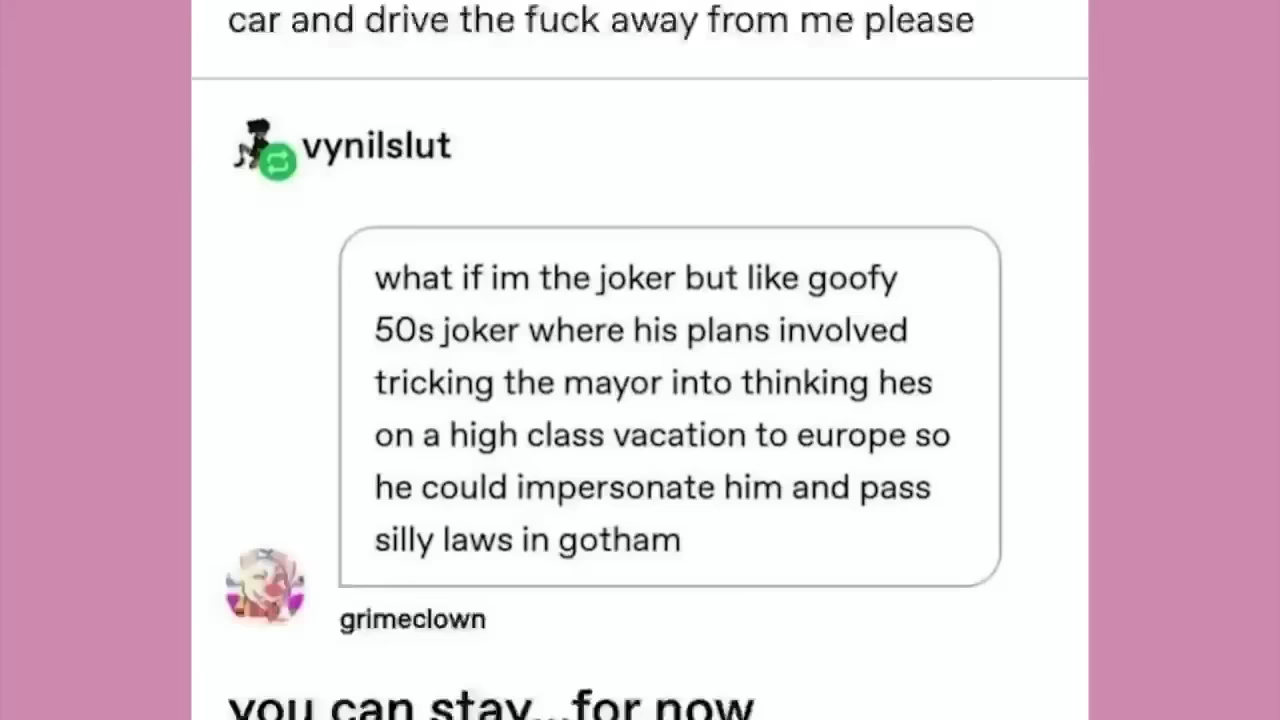 car and drive the fuck away from me please
vynilslut
what if im the joker but like goofy
50s joker where his plans involved
tricking the mayor into thinking hes
on a high class vacation to europe so
he could impersonate him and pass
silly laws in gotham
grimeclown
you can stay...for now